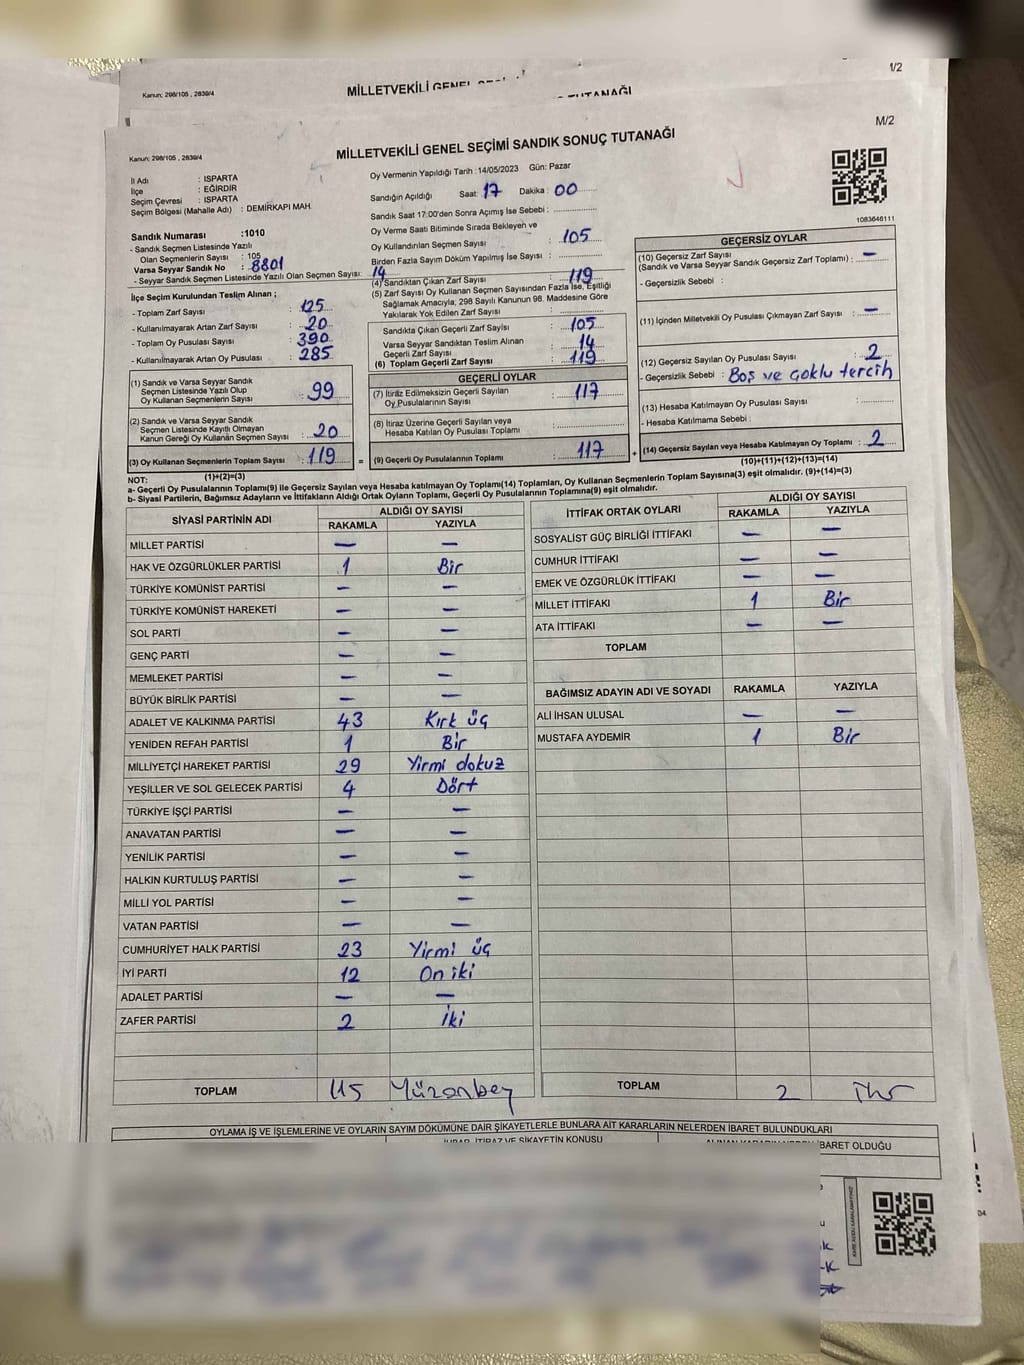 1/2
Kanun; 298/105 , 2839/4
MİLLETVEKİLİ GENEL
TUTANAĞI
M/2
Kanun; 298/105 , 2839/4
MİLLETVEKİLİ GENEL SEÇİMİ SANDIK SONUÇ TUTANAĞI
İl Adı : ISPARTA
İlçe : EĞİRDİR
Seçim Çevresi : ISPARTA
Seçim Bölgesi (Mahalle Adı) : DEMİRKAPI MAH.
Sandık Numarası :1010
- Sandık Seçmen Listesinde Yazılı
Olan Seçmenlerin Sayısı : 105
Varsa Seyyar Sandık No : 8801
- Seyyar Sandık Seçmen Listesinde Yazılı Olan Seçmen Sayısı: 14
Oy Vermenin Yapıldığı Tarih :14/05/2023 Gün: Pazar
Sandığın Açıldığı Saat: 17 Dakika : 00
Sandık Saat 17:00'den Sonra Açımış İse Sebebi :
Oy Verme Saati Bitiminde Sırada Bekleyen ve
Oy Kullandırılan Seçmen Sayısı : 105
Birden Fazla Sayım Döküm Yapılmış İse Sayısı :
(4) Sandıktan Çıkan Zarf Sayısı : 119
(5) Zarf Sayısı Oy Kullanan Seçmen Sayısından Fazla İse, Eşitliği
Sağlamak Amacıyla, 298 Sayılı Kanunun 98. Maddesine Göre
Yakılarak Yok Edilen Zarf Sayısı :
1083646111
İlçe Seçim Kurulundan Teslim Alınan ;
- Toplam Zarf Sayısı : 125
- Kullanılmayarak Artan Zarf Sayısı : 20
- Toplam Oy Pusulası Sayısı : 390
- Kullanılmayarak Artan Oy Pusulası : 285
Sandıkta Çıkan Geçerli Zarf Sayısı : 105
Varsa Seyyar Sandıktan Teslim Alınan
Geçerli Zarf Sayısı : 14
(6) Toplam Geçerli Zarf Sayısı : 119
GEÇERSİZ OYLAR
(10) Geçersiz Zarf Sayısı
(Sandık ve Varsa Seyyar Sandık Geçersiz Zarf Toplamı) : —
- Geçersizlik Sebebi :
(11) İçinden Milletvekili Oy Pusulası Çıkmayan Zarf Sayısı : —
(12) Geçersiz Sayılan Oy Pusulası Sayısı : 2
- Geçersizlik Sebebi : Boş ve çoklu tercih
(13) Hesaba Katılmayan Oy Pusulası Sayısı :
- Hesaba Katılmama Sebebi :
(14) Geçersiz Sayılan veya Hesaba Katılmayan Oy Toplamı : 2
(10)+(11)+(12)+(13)=(14)
(1) Sandık ve Varsa Seyyar Sandık
Seçmen Listesinde Yazılı Olup
Oy Kullanan Seçmenlerin Sayısı : 99
(2) Sandık ve Varsa Seyyar Sandık
Seçmen Listesinde Kayıtlı Olmayan
Kanun Gereği Oy Kullanan Seçmen Sayısı : 20
(3) Oy Kullanan Seçmenlerin Toplam Sayısı : 119
(1)+(2)=(3)
GEÇERLİ OYLAR
(7) İtiraz Edilmeksizin Geçerli Sayılan
Oy Pusulalarının Sayısı : 117
(8) İtiraz Üzerine Geçerli Sayılan veya
Hesaba Katılan Oy Pusulası Toplamı :
= (9) Geçerli Oy Pusulalarının Toplamı : 117 +
NOT:
a- Geçerli Oy Pusulası Toplamı(9) ile Geçersiz Sayılan veya Hesaba katılmayan Oy Toplamı(14) Toplamları, Oy Kullanan Seçmenlerin Toplam Sayısına(3) eşit olmalıdır. (9)+(14)=(3)
b- Siyasi Partilerin, Bağımsız Adayların ve İttifakların Aldığı Ortak Oyların Toplamı, Geçerli Oy Pusulalarının Toplamına(9) eşit olmalıdır.
SİYASİ PARTİNİN ADI ALDIĞI OY SAYISI
RAKAMLA YAZIYLA
MİLLET PARTİSİ — —
HAK VE ÖZGÜRLÜKLER PARTİSİ 1 Bir
TÜRKİYE KOMÜNİST PARTİSİ — —
TÜRKİYE KOMÜNİST HAREKETİ — —
SOL PARTİ — —
GENÇ PARTİ — —
MEMLEKET PARTİSİ — —
BÜYÜK BİRLİK PARTİSİ — —
ADALET VE KALKINMA PARTİSİ 43 Kırk üç
YENİDEN REFAH PARTİSİ 1 Bir
MİLLİYETÇİ HAREKET PARTİSİ 29 Yirmi dokuz
YEŞİLLER VE SOL GELECEK PARTİSİ 4 Dört
TÜRKİYE İŞÇİ PARTİSİ — —
ANAVATAN PARTİSİ — —
YENİLİK PARTİSİ — —
HALKIN KURTULUŞ PARTİSİ — —
MİLLİ YOL PARTİSİ — —
VATAN PARTİSİ — —
CUMHURİYET HALK PARTİSİ 23 Yirmi üç
İYİ PARTİ 12 On iki
ADALET PARTİSİ — —
ZAFER PARTİSİ 2 İki
TOPLAM 115 Yüzonbeş
İTTİFAK ORTAK OYLARI ALDIĞI OY SAYISI
RAKAMLA YAZIYLA
SOSYALİST GÜÇ BİRLİĞİ İTTİFAKI — —
CUMHUR İTTİFAKI — —
EMEK VE ÖZGÜRLÜK İTTİFAKI — —
MİLLET İTTİFAKI 1 Bir
ATA İTTİFAKI — —
TOPLAM
BAĞIMSIZ ADAYIN ADI VE SOYADI RAKAMLA YAZIYLA
ALİ İHSAN ULUSAL — —
MUSTAFA AYDEMİR 1 Bir
TOPLAM 2 İki
OYLAMA İŞ VE İŞLEMLERİNE VE OYLARIN SAYIM DÖKÜMÜNE DAİR ŞİKAYETLERLE BUNLARA AİT KARARLARIN NELERDEN İBARET BULUNDUKLARI
İTİRAZ VE ŞİKAYETİN KONUSU
İBARET OLDUĞU